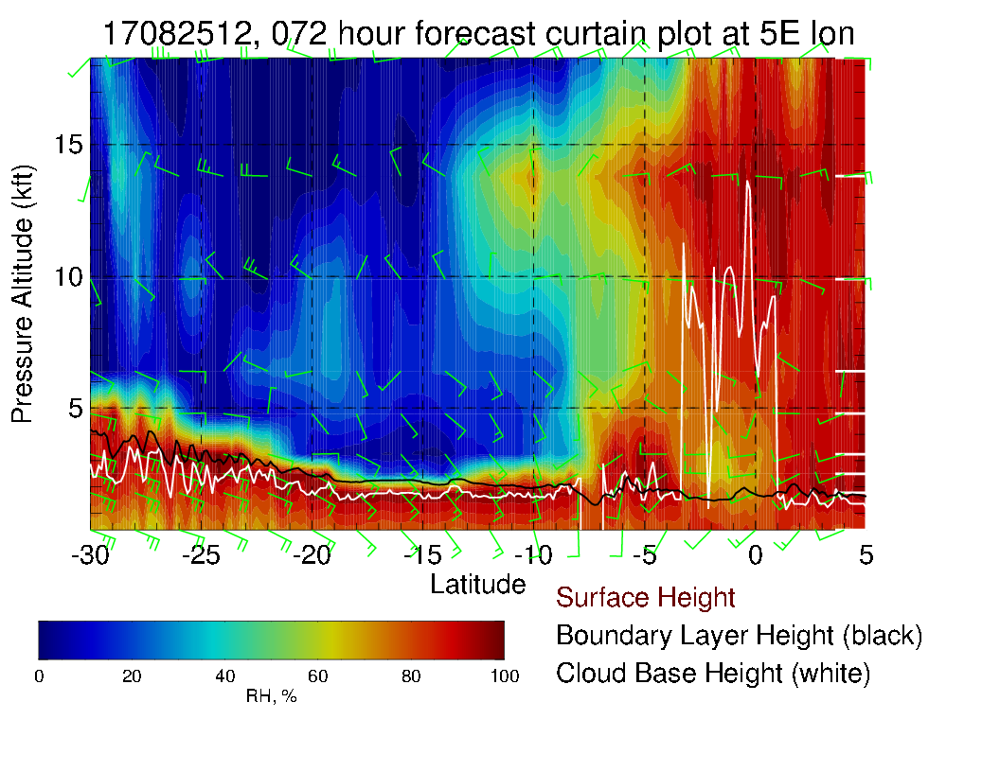 17082512, 072 hour forecast curtain plot at 5E lon
15
10
5
Pressure Altitude (kft)
-30 -25 -20 -15 -10 -5 0 5
Latitude
Surface Height
Boundary Layer Height (black)
Cloud Base Height (white)
0 20 40 60 80 100
RH, %